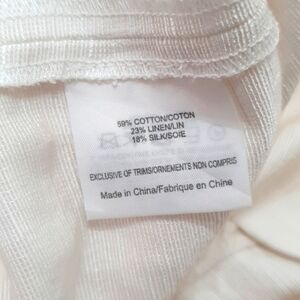 59% COTTON/COTON
23% LINEN/LIN
18% SILK/SOIE
EXCLUSIVE OF TRIMS/ORNEMENTS NON COMPRIS
Made in China/Fabrique en Chine